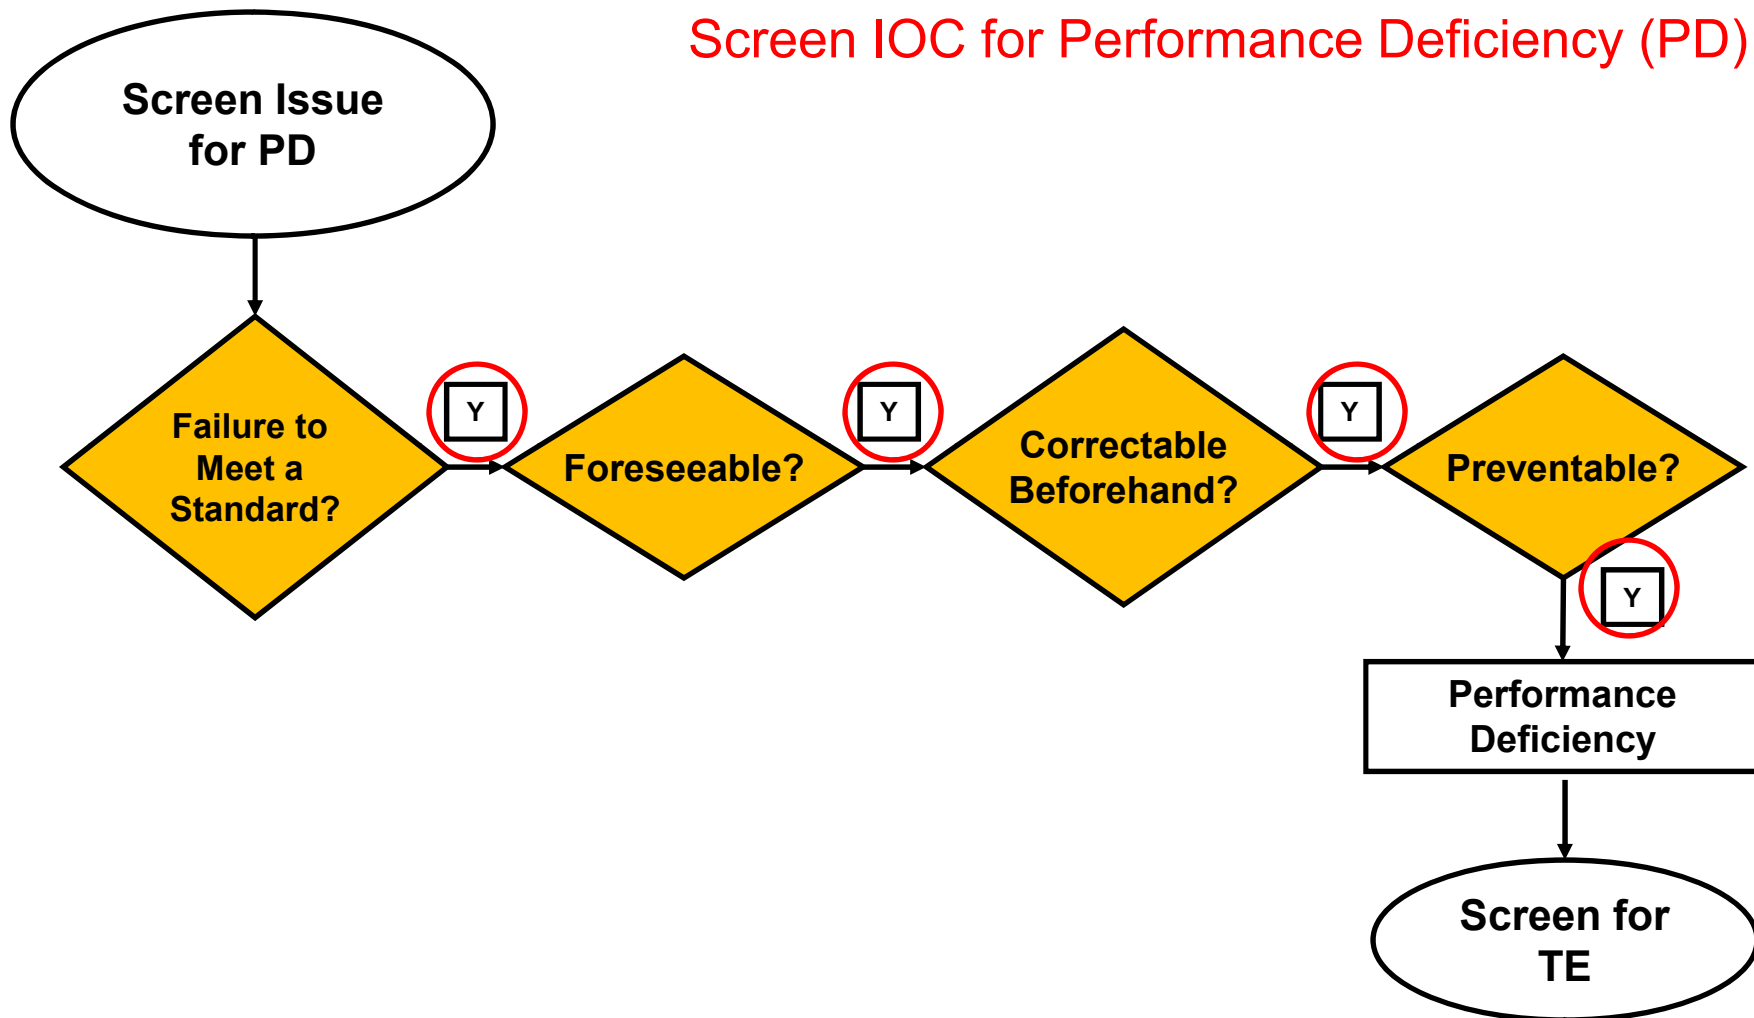 Screen IOC for Performance Deficiency (PD)
Screen Issue
for PD
Failure to
Meet a
Standard?
Y
Foreseeable?
Y
Correctable
Beforehand?
Y
Preventable?
Y
Performance
Deficiency
Screen for
TE